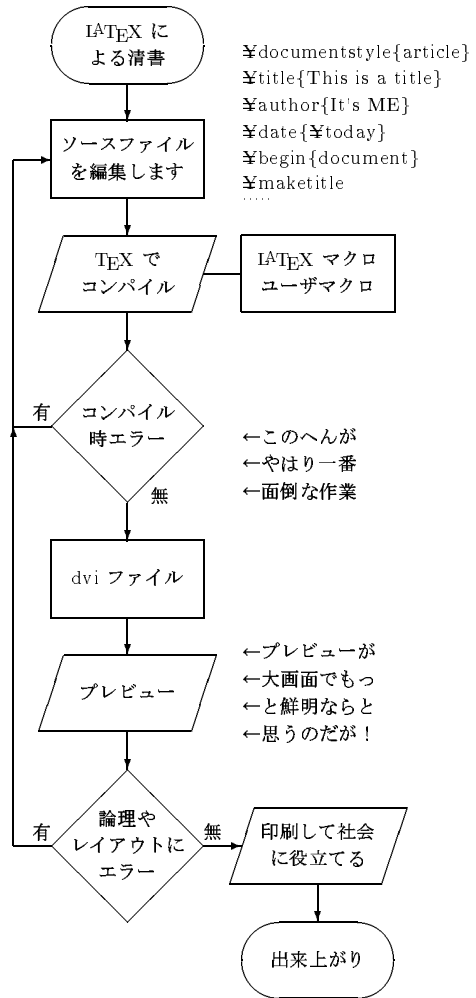 LATEX に
よる清書
¥documentstyle{article}
¥title{This is a title}
¥author{It's ME}
¥date{¥today}
¥begin{document}
¥maketitle
.....
ソースファイル
を編集します
TEX で
コンパイル
LATEX マクロ
ユーザマクロ
コンパイル
時エラー
有
無
←このへんが
←やはり一番
←面倒な作業
dvi ファイル
プレビュー
←プレビューが
←大画面でもっ
←と鮮明ならと
←思うのだが！
論理や
レイアウトに
エラー
有
無
印刷して社会
に役立てる
出来上がり